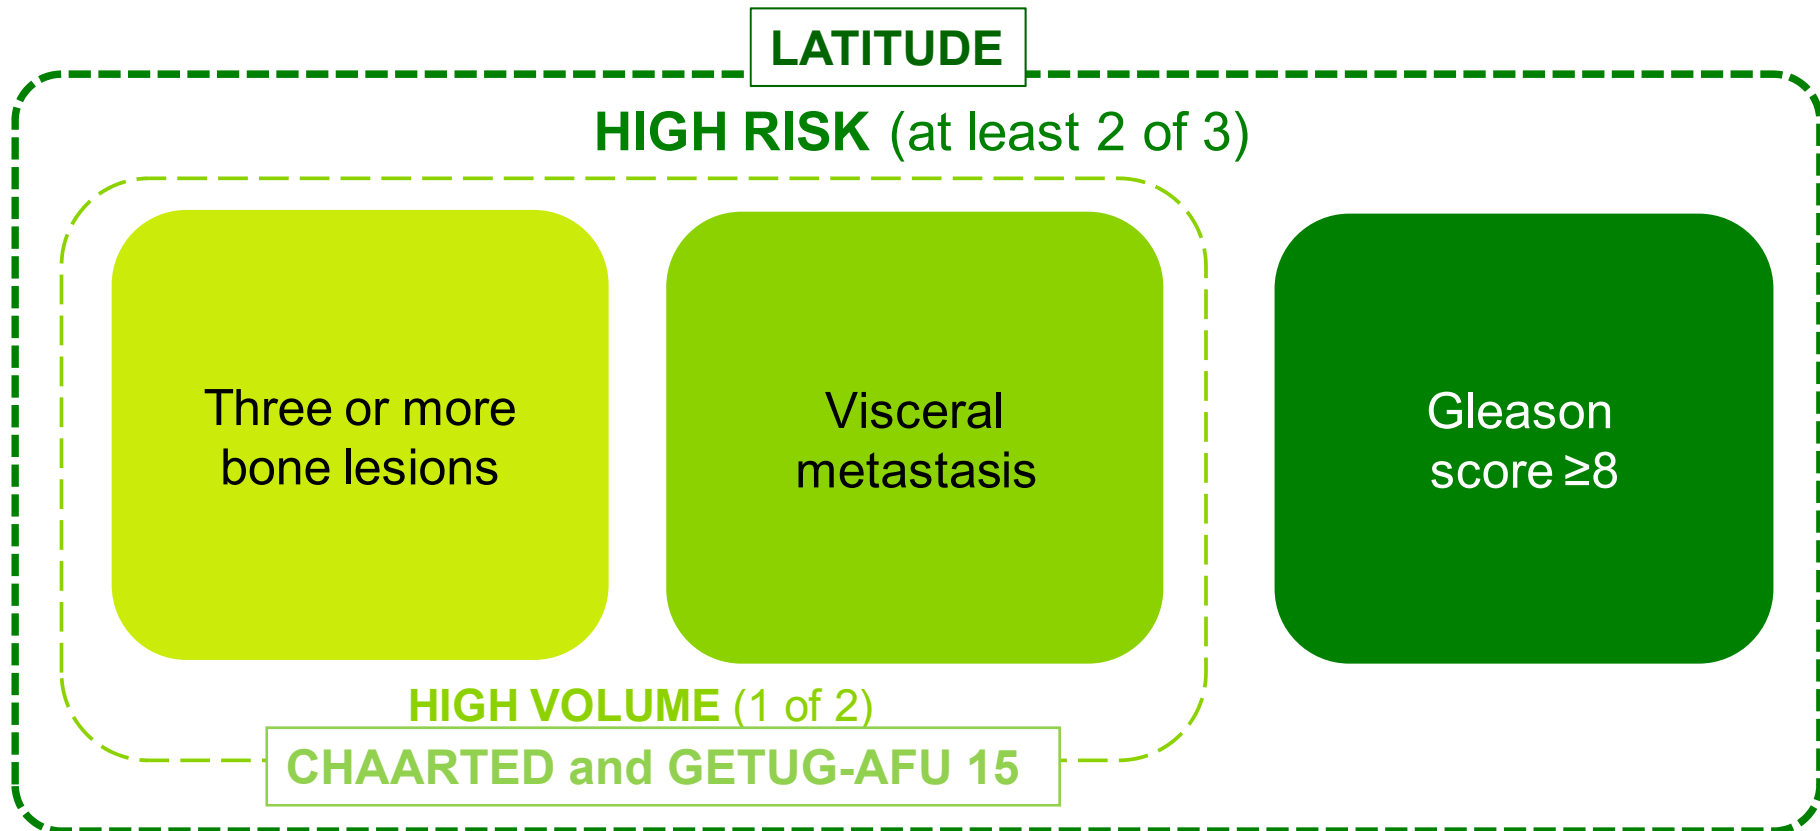 LATITUDE
HIGH RISK (at least 2 of 3)
Three or more
bone lesions
Visceral
metastasis
Gleason
score ≥8
HIGH VOLUME (1 of 2)
CHAARTED and GETUG-AFU 15